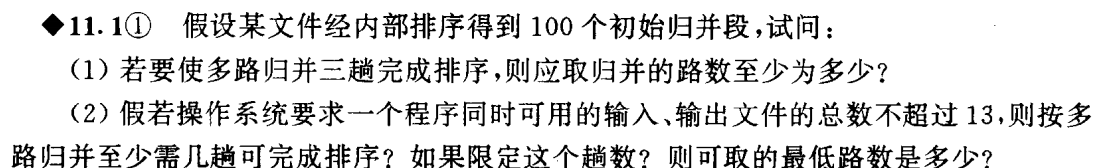 ◆11.1① 假设某文件经内部排序得到 100 个初始归并段,试问:
(1) 若要使多路归并三趟完成排序,则应取归并的路数至少为多少?
(2) 假若操作系统要求一个程序同时可用的输入、输出文件的总数不超过 13,则按多
路归并至少需几趟可完成排序? 如果限定这个趟数? 则可取的最低路数是多少?